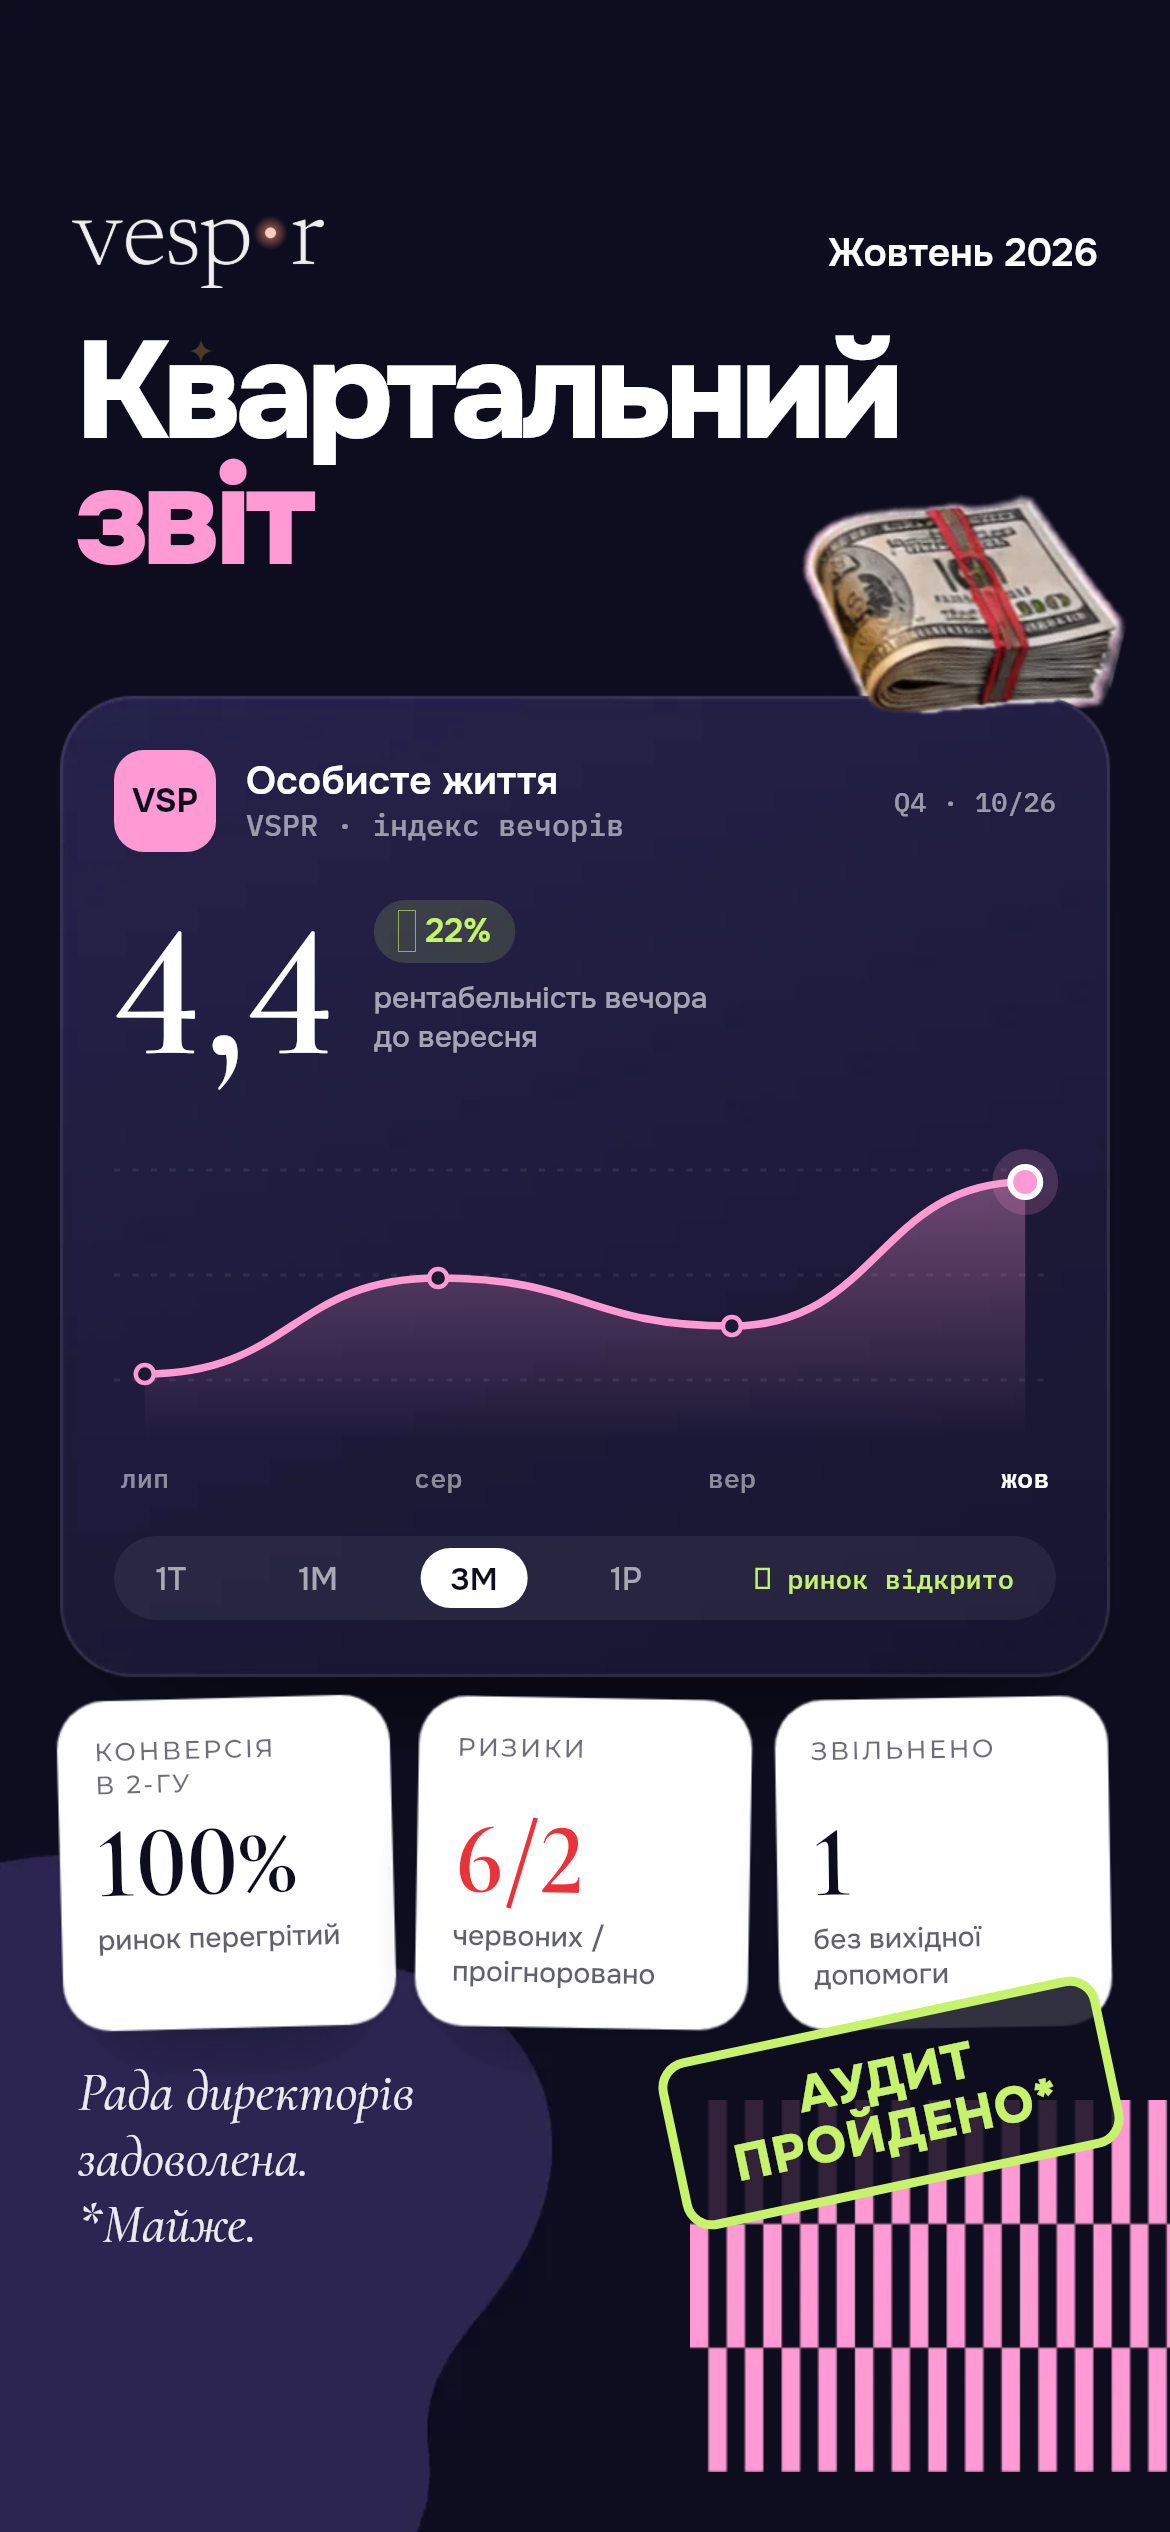 vesp•r
Жовтень 2026
Квартальний
звіт
VSP
Особисте життя
VSPR · індекс вечорів
Q4 · 10/26
4,4
22%
рентабельність вечора
до вересня
лип
сер
вер
жов
1Т
1М
3М
1Р
ринок відкрито
КОНВЕРСІЯ
В 2-ГУ
100%
ринок перегрітий
РИЗИКИ
6/2
червоних /
проігноровано
ЗВІЛЬНЕНО
1
без вихідної
допомоги
АУДИТ
ПРОЙДЕНО*
Рада директорів
задоволена.
*Майже.